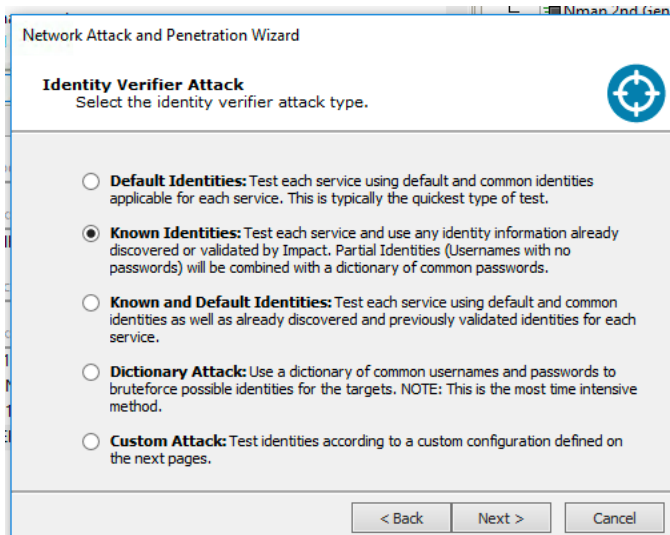 Nman 2nd Gen
Network Attack and Penetration Wizard
Identity Verifier Attack
Select the identity verifier attack type.
Default Identities: Test each service using default and common identities
applicable for each service. This is typically the quickest type of test.
Known Identities: Test each service and use any identity information already
discovered or validated by Impact. Partial Identities (Usernames with no
passwords) will be combined with a dictionary of common passwords.
Known and Default Identities: Test each service using default and common
identities as well as already discovered and previously validated identities for each
service.
Dictionary Attack: Use a dictionary of common usernames and passwords to
bruteforce possible identities for the targets. NOTE: This is the most time intensive
method.
Custom Attack: Test identities according to a custom configuration defined on
the next pages.
< Back Next > Cancel